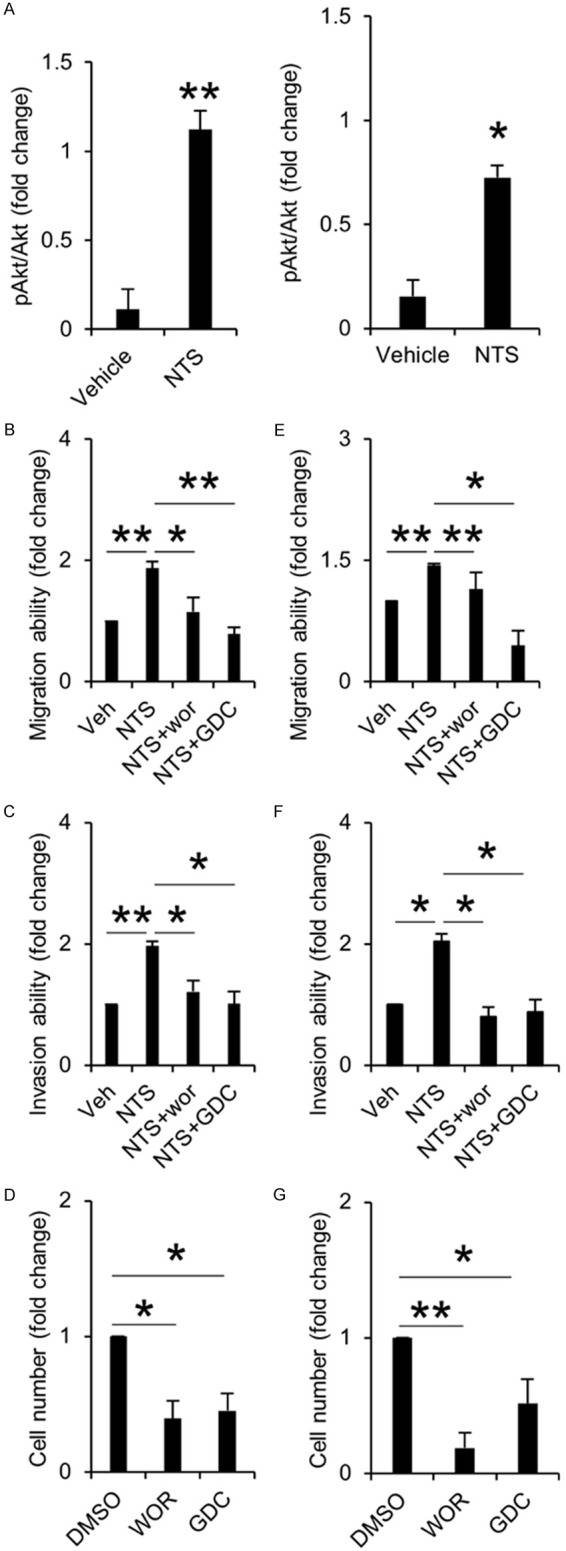 A
pAkt/Akt (fold change)
1.5
1
0.5
0
**
Vehicle
NTS
pAkt/Akt (fold change)
1.5
1
0.5
0
*
Vehicle
NTS
B
Migration ability (fold change)
4
2
0
**
** *
Veh
NTS
NTS+wor
NTS+GDC
E
Migration ability (fold change)
3
1.5
0
*
** **
Veh
NTS
NTS+wor
NTS+GDC
C
Invasion ability (fold change)
4
2
0
*
** *
Veh
NTS
NTS+wor
NTS+GDC
F
Invasion ability (fold change)
4
2
0
*
* *
Veh
NTS
NTS+wor
NTS+GDC
D
Cell number (fold change)
2
1
0
*
*
DMSO
WOR
GDC
G
Cell number (fold change)
2
1
0
*
**
DMSO
WOR
GDC